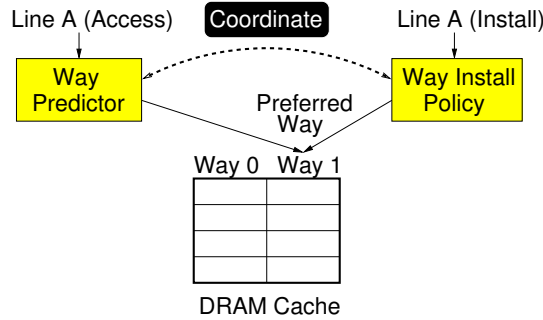 Line A (Access)
Coordinate
Line A (Install)
Way
Predictor
Way Install
Policy
Preferred
Way
Way 0
Way 1
DRAM Cache